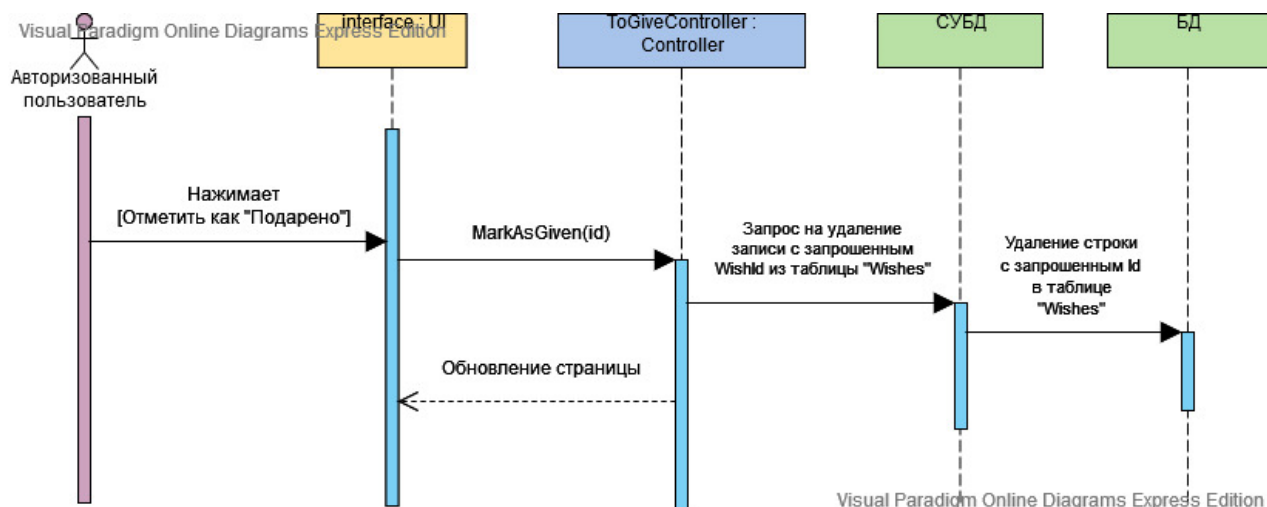 Visual Paradigm Online Diagrams Express Edition
Авторизованный
пользователь
interface : UI
ToGiveController :
Controller
СУБД
БД
Нажимает
[Отметить как "Подарено"]
MarkAsGiven(id)
Запрос на удаление
записи с запрошенным
WishId из таблицы "Wishes"
Удаление строки
с запрошенным Id
в таблице
"Wishes"
Обновление страницы
Visual Paradigm Online Diagrams Express Edition